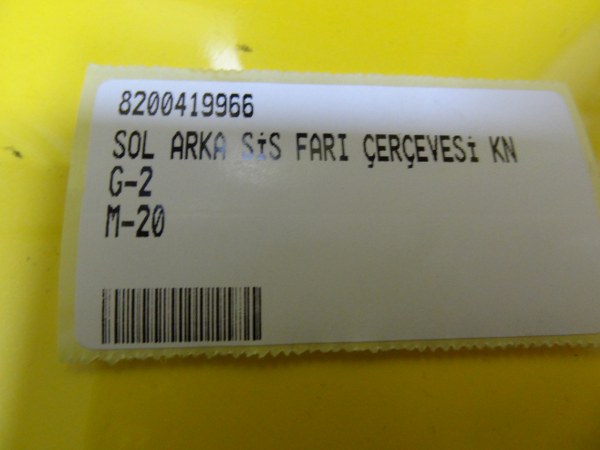 8200419966
SOL ARKA SİS FARI ÇERÇEVESİ KN
G-2
M-20